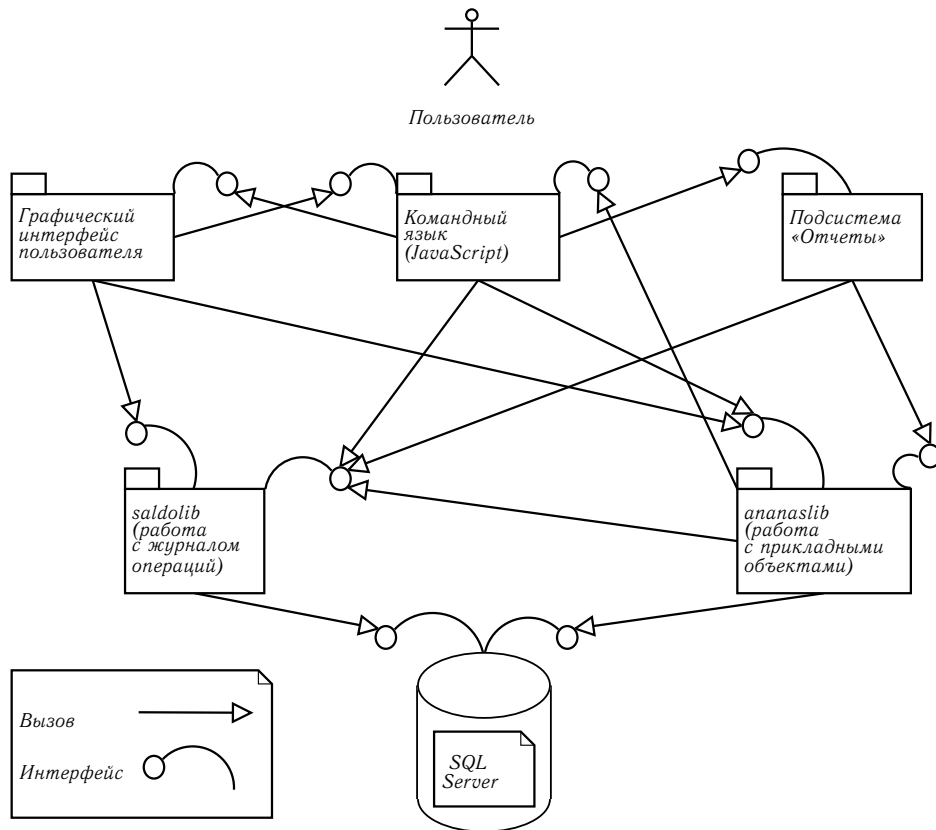 Пользователь
Графический
интерфейс
пользователя
Командный
язык
(JavaScript)
Подсистема
«Отчеты»
saldolib
(работа
с журналом
операций)
ananaslib
(работа
с прикладными
объектами)
Вызов
Интерфейс
SQL
Server